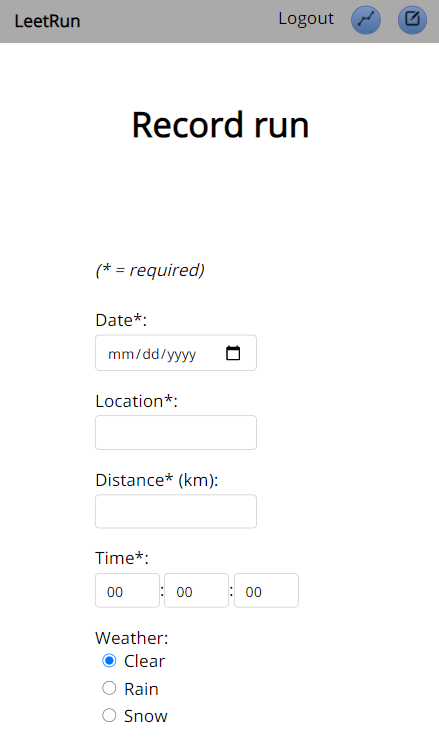 LeetRun Logout
Record run
(* = required)
Date*:
mm/dd/yyyy
Location*:
Distance* (km):
Time*:
00 : 00 : 00
Weather:
Clear
Rain
Snow